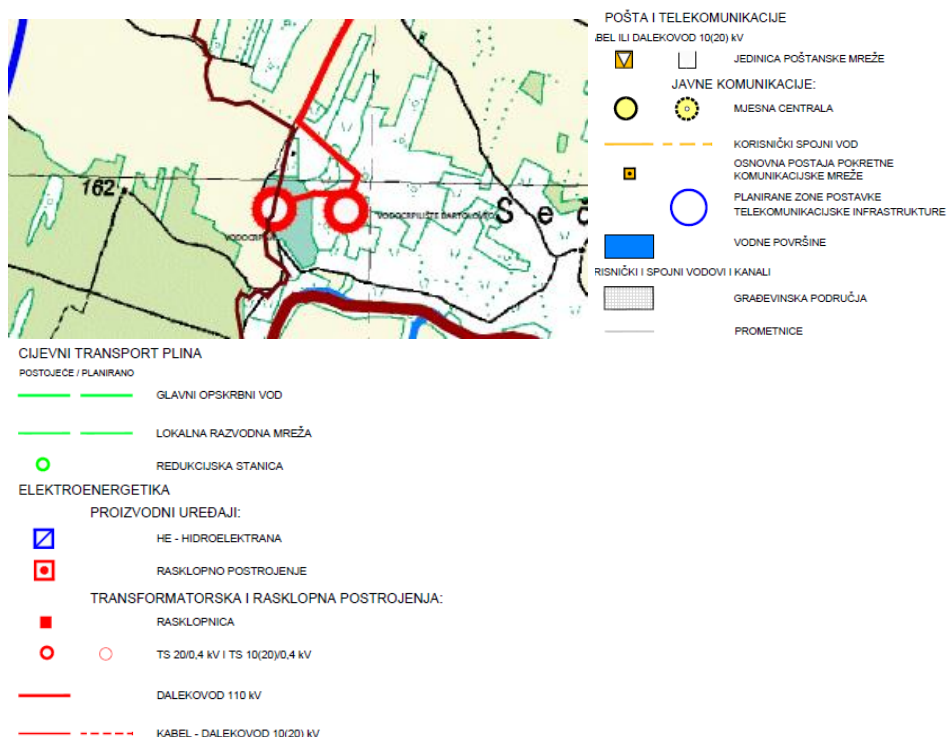 162
VODOCRPILIŠTE BARTOLOVEC
POŠTA I TELEKOMUNIKACIJE
BEL ILI DALEKOVOD 10(20) kV
JEDINICA POŠTANSKE MREŽE
JAVNE KOMUNIKACIJE:
MJESNA CENTRALA
KORISNIČKI SPOJNI VOD
OSNOVNA POSTAJA POKRETNE
KOMUNIKACIJSKE MREŽE
PLANIRANE ZONE POSTAVKE
TELEKOMUNIKACIJSKE INFRASTRUKTURE
VODNE POVRŠINE
RISNIČKI I SPOJNI VODOVI I KANALI
GRAĐEVINSKA PODRUČJA
PROMETNICE
CIJEVNI TRANSPORT PLINA
POSTOJEĆE / PLANIRANO
GLAVNI OPSKRBNI VOD
LOKALNA RAZVODNA MREŽA
REDUKCIJSKA STANICA
ELEKTROENERGETIKA
PROIZVODNI UREĐAJI:
HE - HIDROELEKTRANA
RASKLOPNO POSTROJENJE
TRANSFORMATORSKA I RASKLOPNA POSTROJENJA:
RASKLOPNICA
TS 20/0,4 kV I TS 10(20)/0,4 kV
DALEKOVOD 110 kV
KABEL - DALEKOVOD 10(20) kV